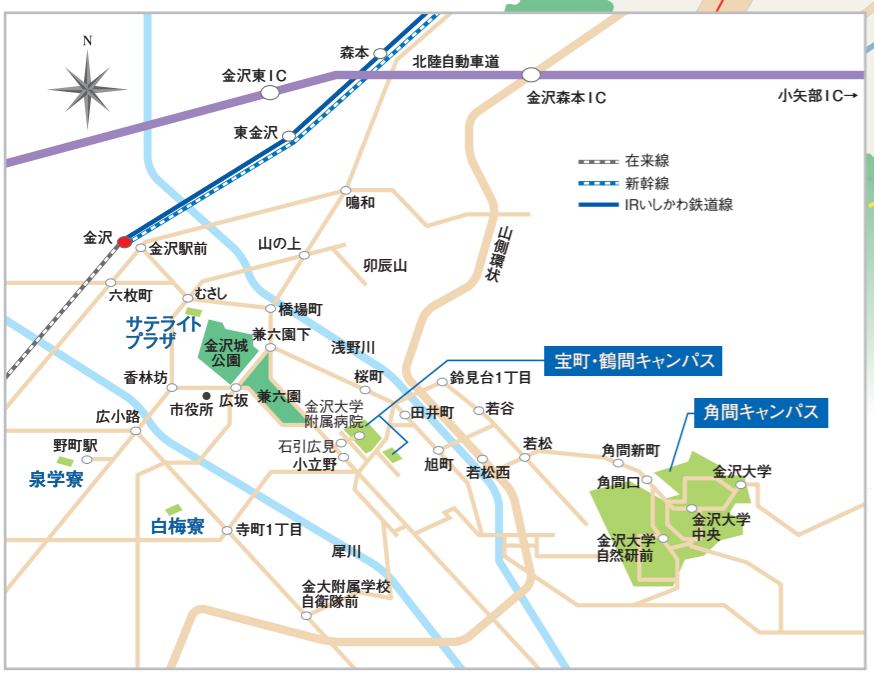 N
森本
北陸自動車道
金沢東IC
金沢森本IC
小矢部IC→
東金沢
在来線
新幹線
IRいしかわ鉄道線
鳴和
山側環状
金沢
金沢駅前
山の上
卯辰山
六枚町
むさし
橋場町
サテライト
プラザ
金沢城
公園
兼六園下
浅野川
宝町・鶴間キャンパス
香林坊
市役所
広坂
兼六園
桜町
鈴見台1丁目
金沢大学
附属病院
田井町
若谷
角間キャンパス
広小路
石引広見
小立野
野町駅
旭町
若松西
若松
角間新町
角間口
金沢大学
泉学寮
白梅寮
寺町1丁目
金沢大学
中央
金沢大学
自然研前
犀川
金大附属学校
自衛隊前